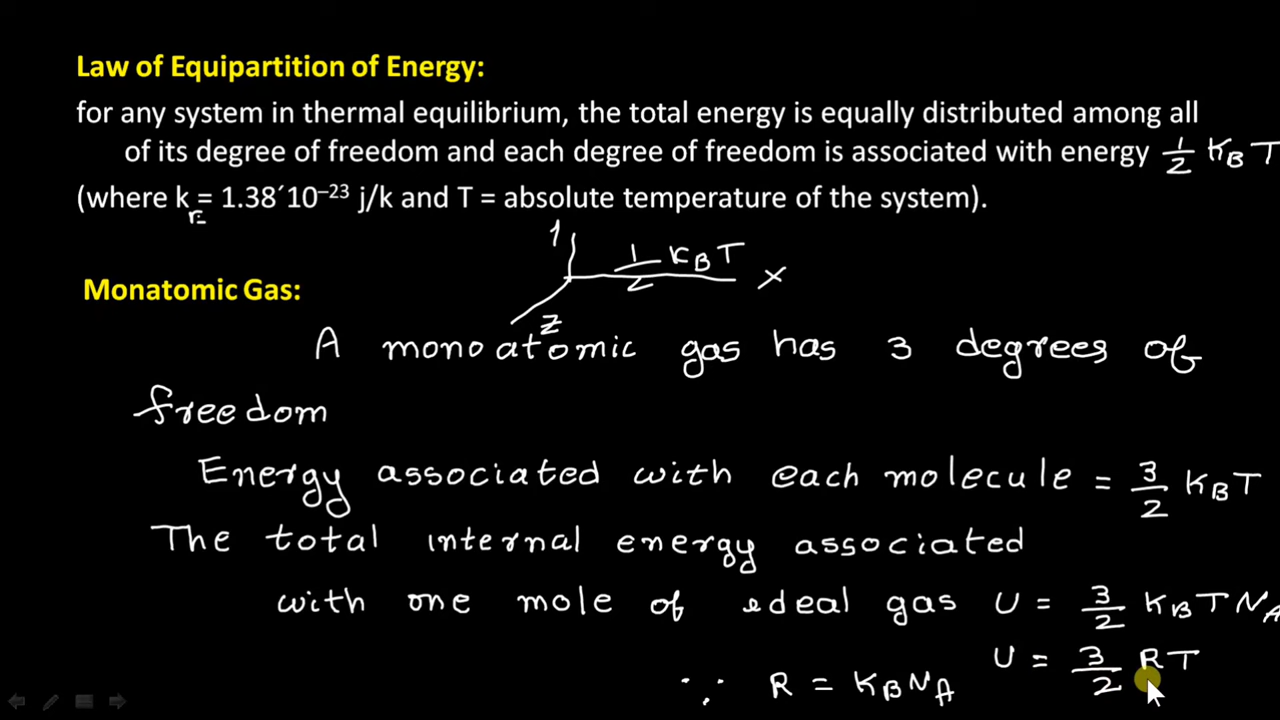 Law of Equipartition of Energy:
for any system in thermal equilibrium, the total energy is equally distributed among all
of its degree of freedom and each degree of freedom is associated with energy 1/2 KBT
(where k = 1.38´10–23 j/k and T = absolute temperature of the system).
1/2 KBT
X
Z
Monatomic Gas:
A monoatomic gas has 3 degrees of
freedom
Energy associated with each molecule = 3/2 KBT
The total internal energy associated
with one mole of ideal gas U = 3/2 KBTNA
U = 3/2 RT
∵ R = KBNA